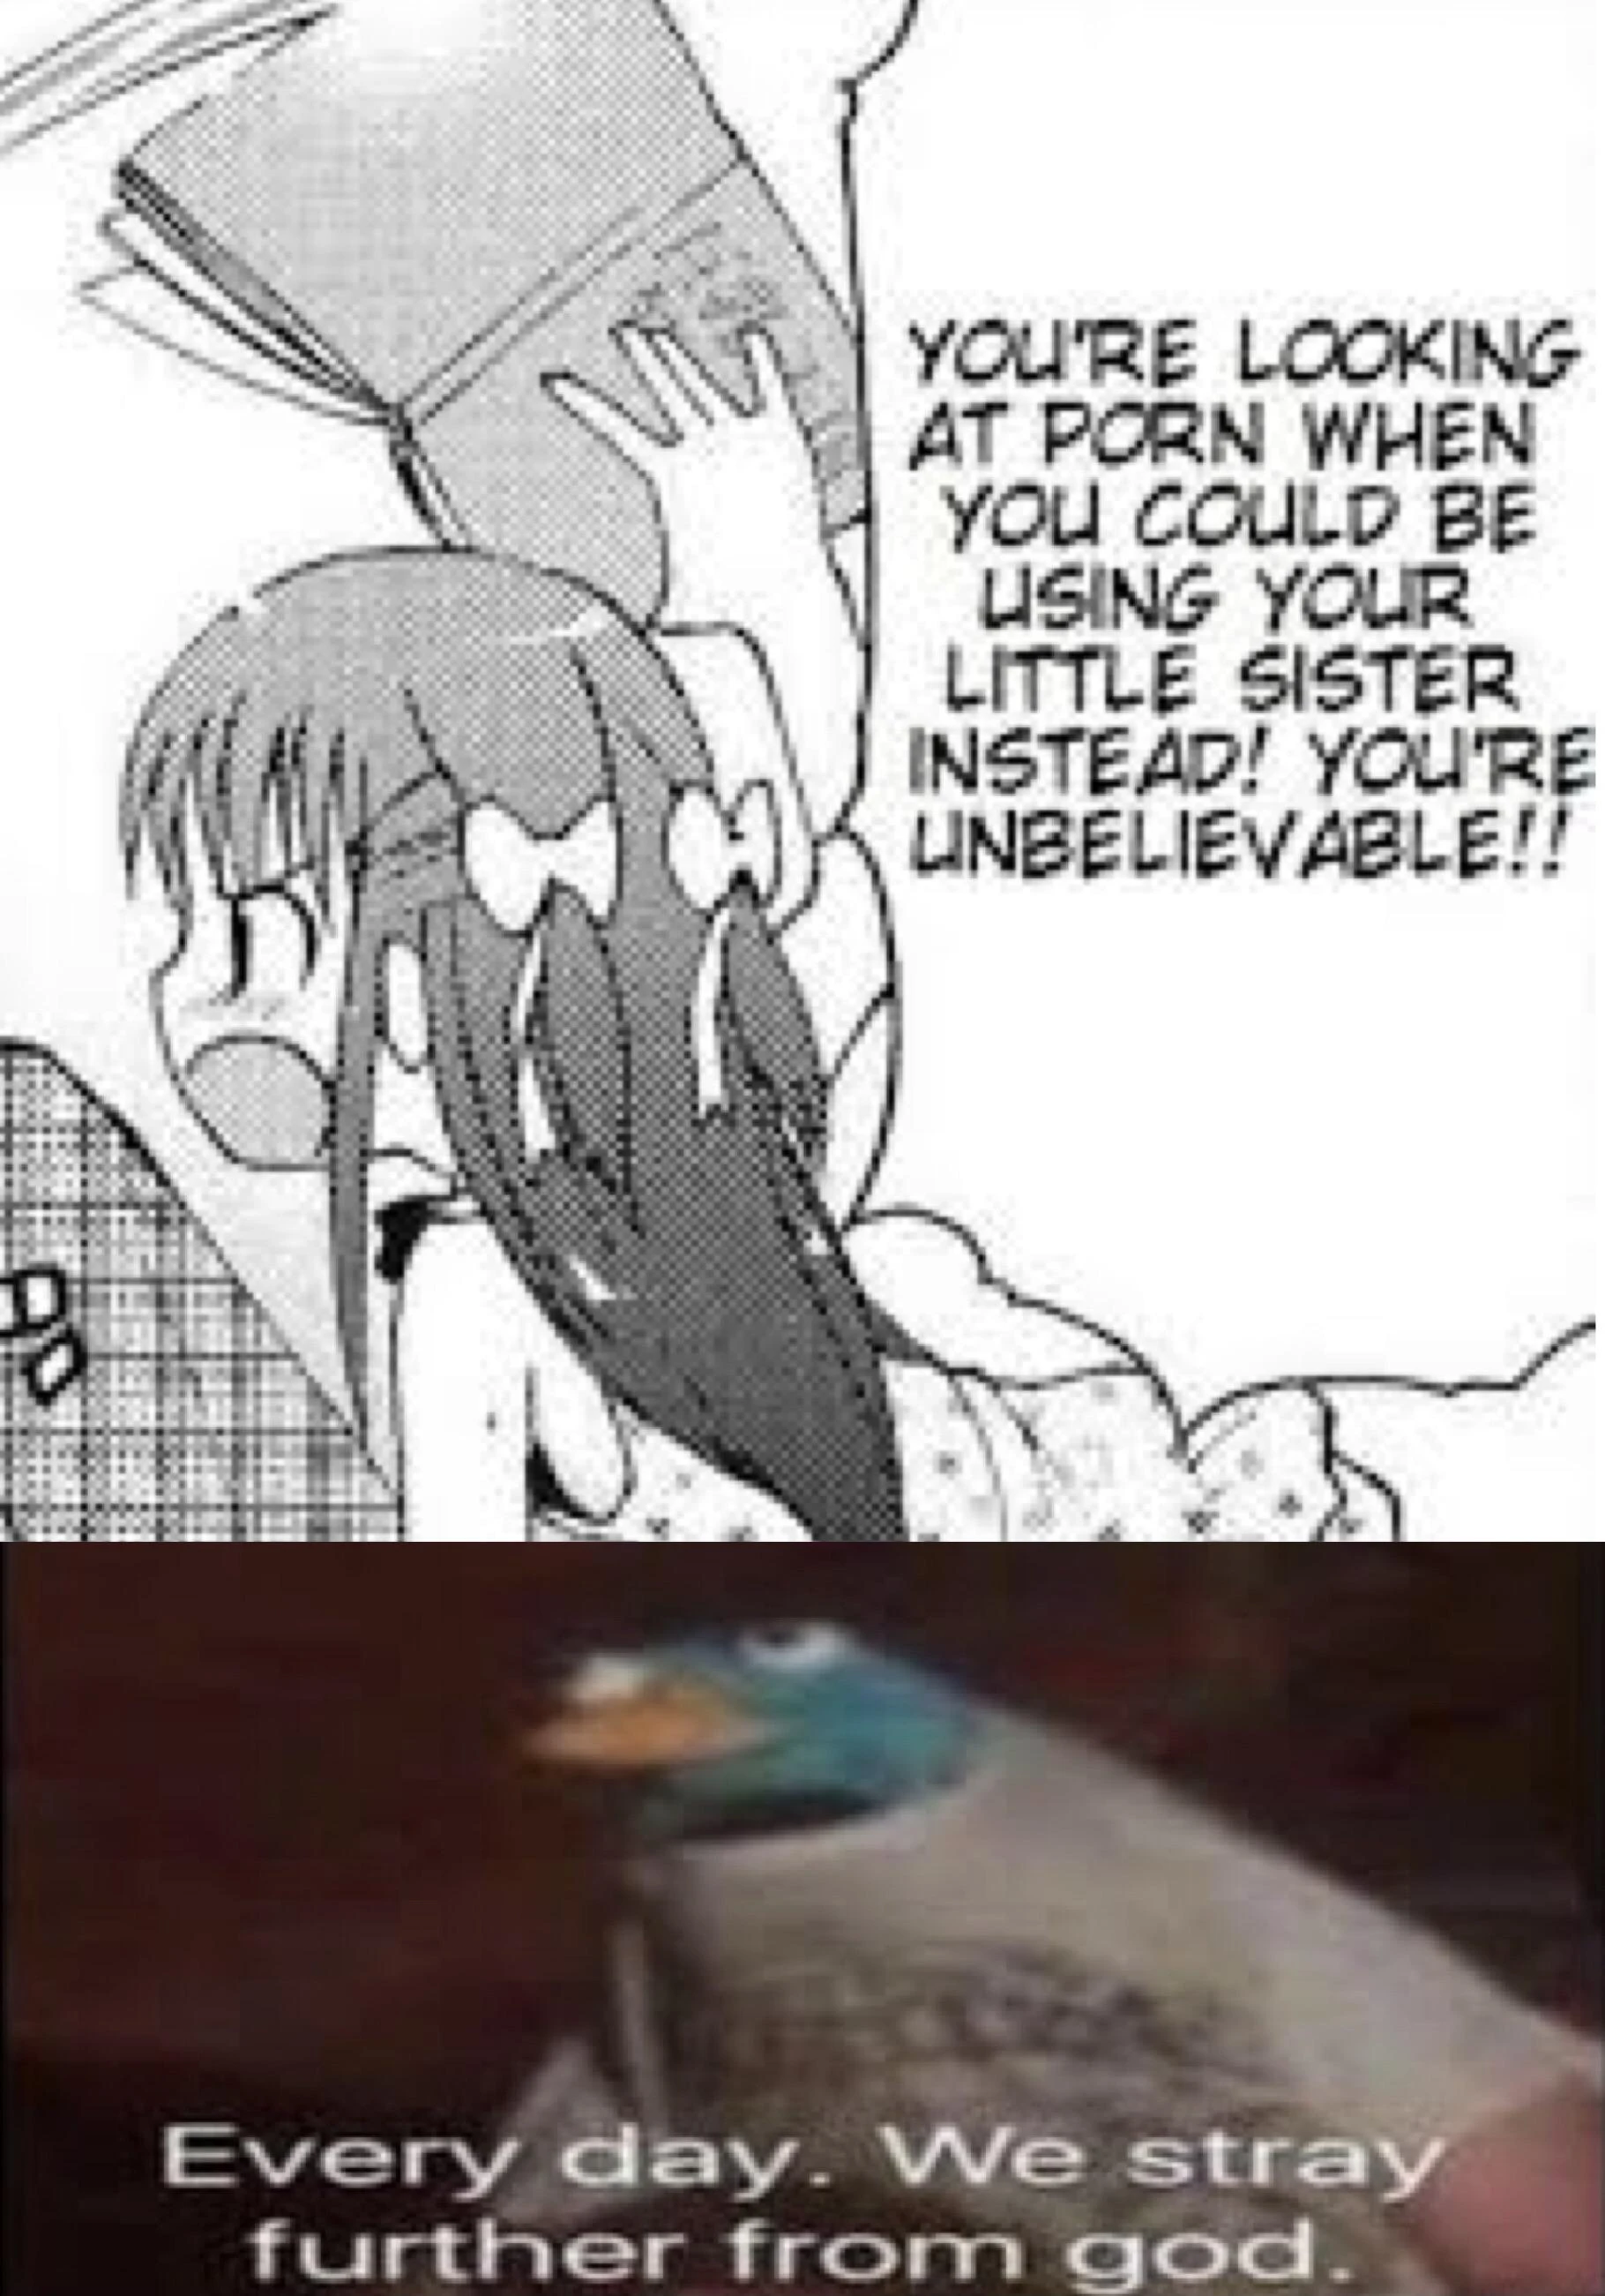 YOU'RE LOOKING
AT PORN WHEN
YOU COULD BE
USING YOUR
LITTLE SISTER
INSTEAD! YOU'RE
UNBELIEVABLE!!
Every day. We stray
further from god.